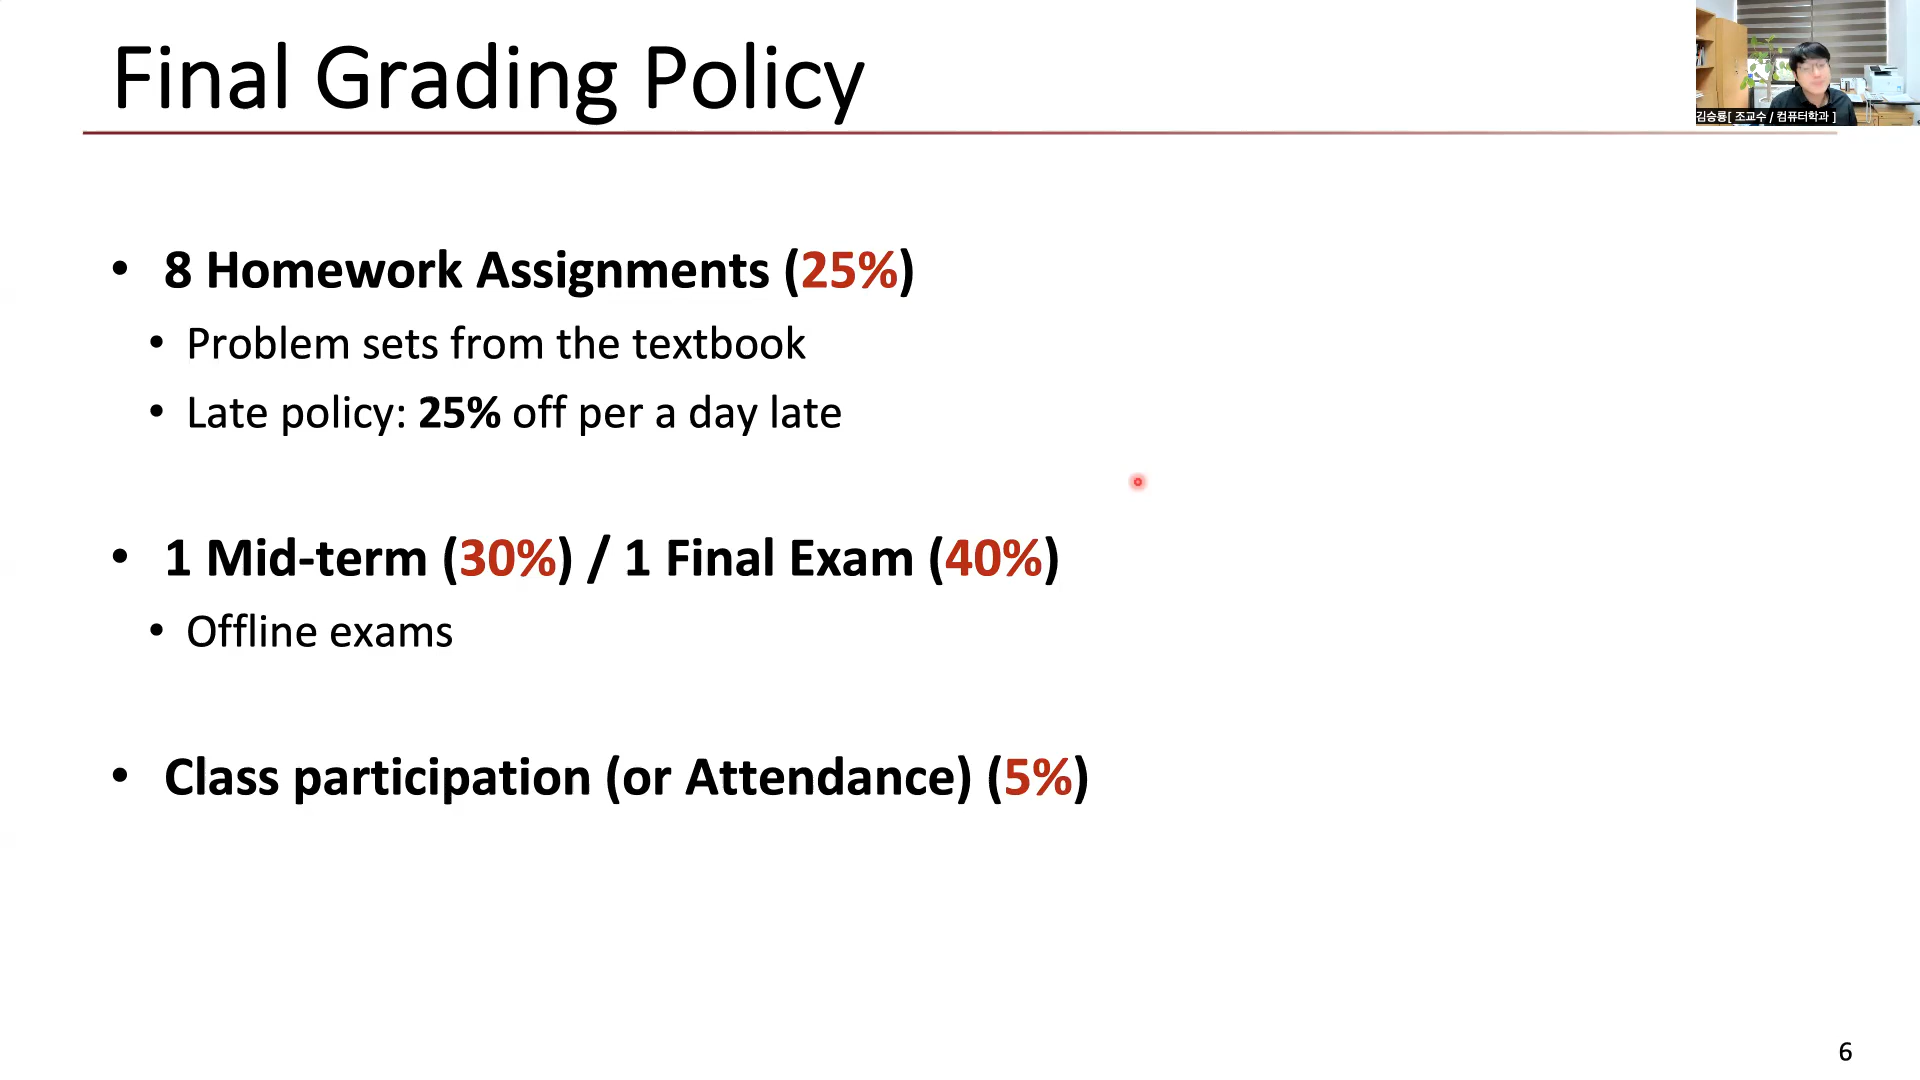 Final Grading Policy
김승룡[ 조교수 / 컴퓨터학과 ]
• 8 Homework Assignments (25%)
• Problem sets from the textbook
• Late policy: 25% off per a day late
• 1 Mid-term (30%) / 1 Final Exam (40%)
• Offline exams
• Class participation (or Attendance) (5%)
6